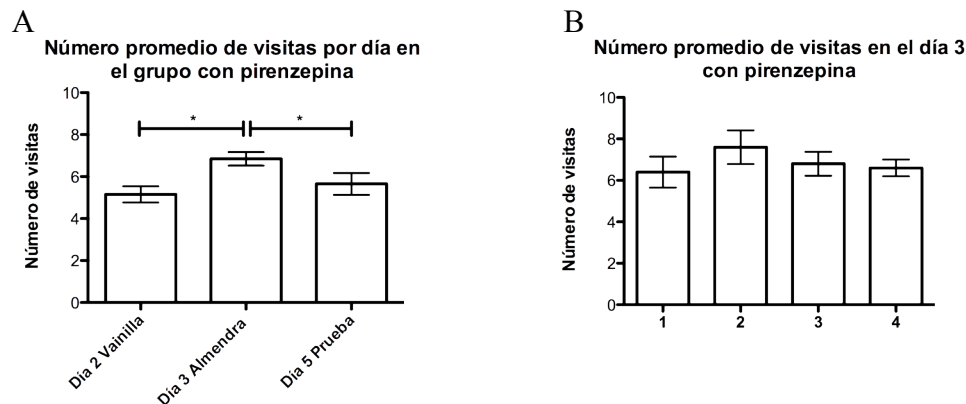 A
Número promedio de visitas por día en
el grupo con pirenzepina
10
8
6
4
2
0
Número de visitas
*
*
Día 2 Vainilla
Día 3 Almendra
Día 5 Prueba
B
Número promedio de visitas en el día 3
con pirenzepina
10
8
6
4
2
0
Número de visitas
1 2 3 4